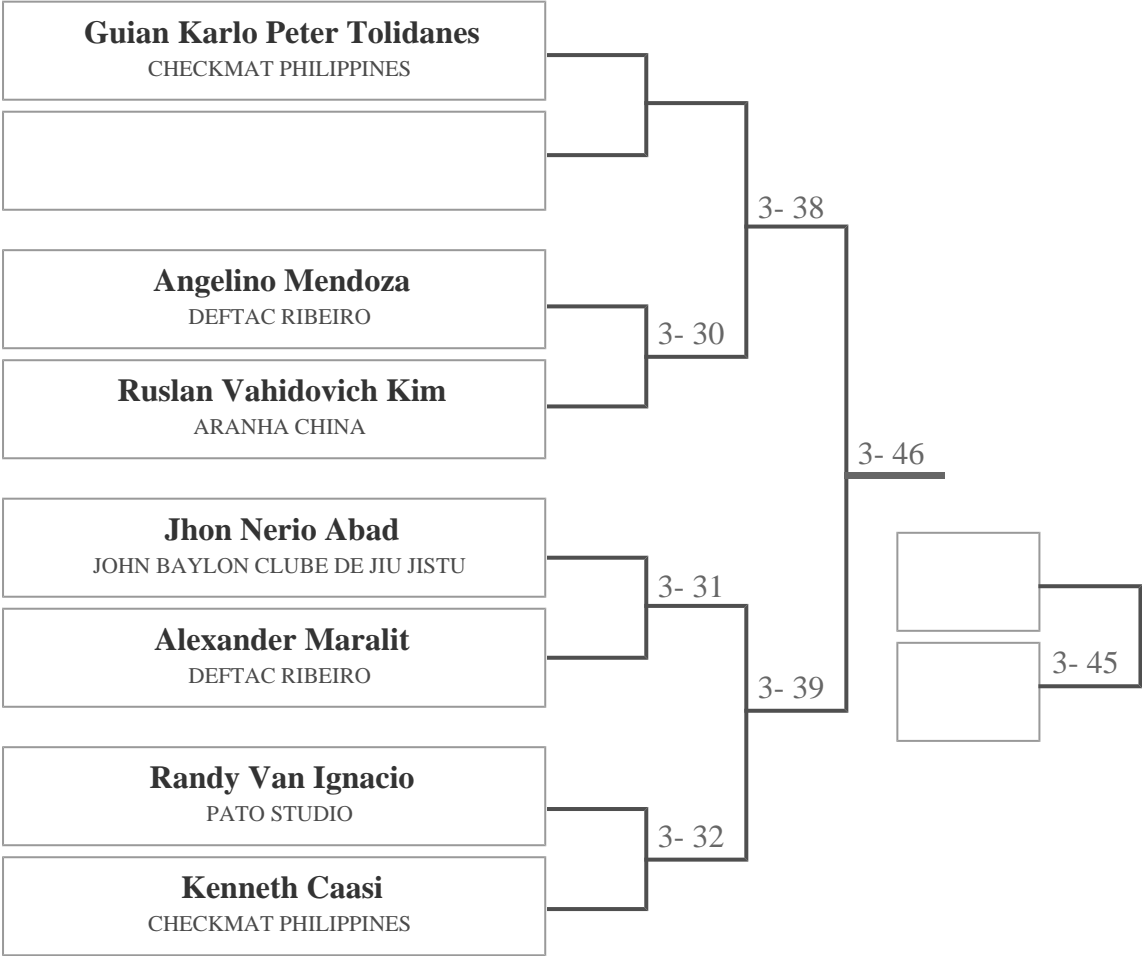 Guian Karlo Peter Tolidanes
CHECKMAT PHILIPPINES
3- 38
Angelino Mendoza
DEFTAC RIBEIRO
3- 30
Ruslan Vahidovich Kim
ARANHA CHINA
3- 46
Jhon Nerio Abad
JOHN BAYLON CLUBE DE JIU JISTU
3- 31
Alexander Maralit
DEFTAC RIBEIRO
3- 45
3- 39
Randy Van Ignacio
PATO STUDIO
3- 32
Kenneth Caasi
CHECKMAT PHILIPPINES